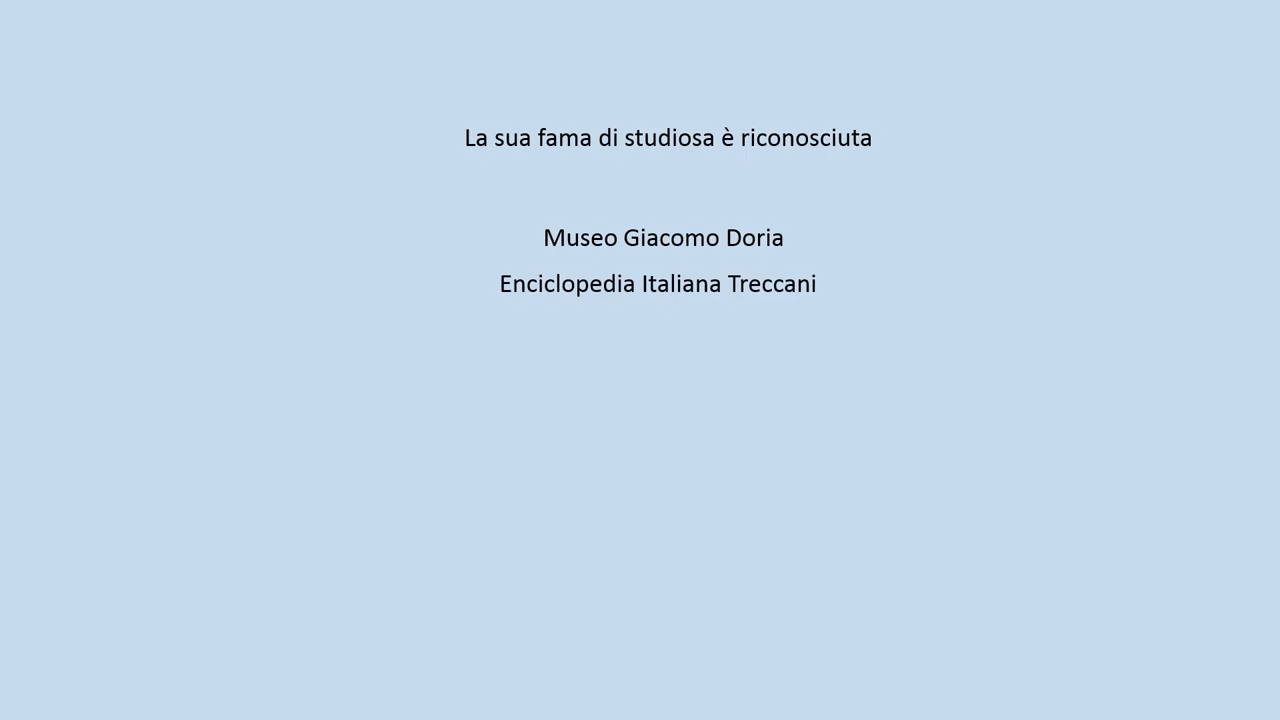 La sua fama di studiosa è riconosciuta
Museo Giacomo Doria
Enciclopedia Italiana Treccani